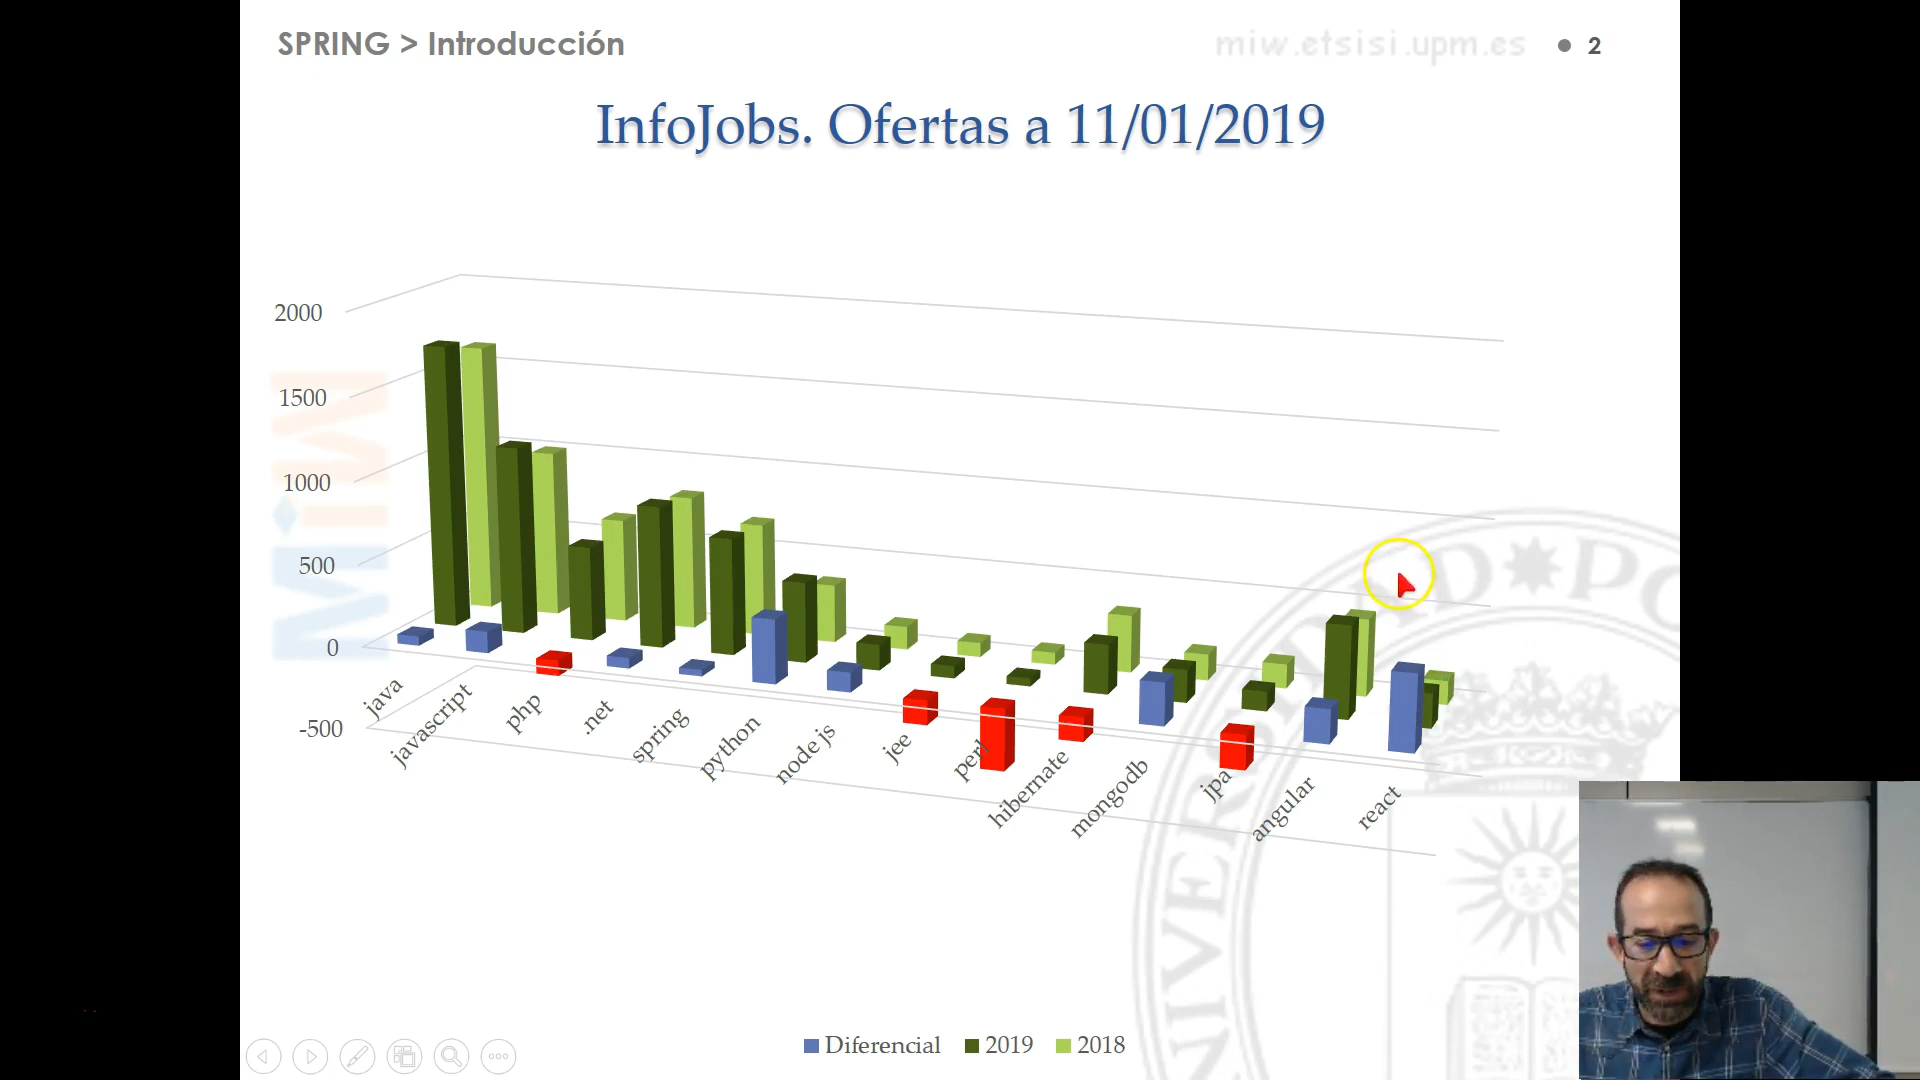 SPRING > Introducción
miw.etsisi.upm.es
2
InfoJobs. Ofertas a 11/01/2019
2000
1500
1000
500
0
-500
java
javascript
php
.net
spring
python
node js
jee
perl
hibernate
mongodb
jpa
angular
react
Diferencial
2019
2018
MiW